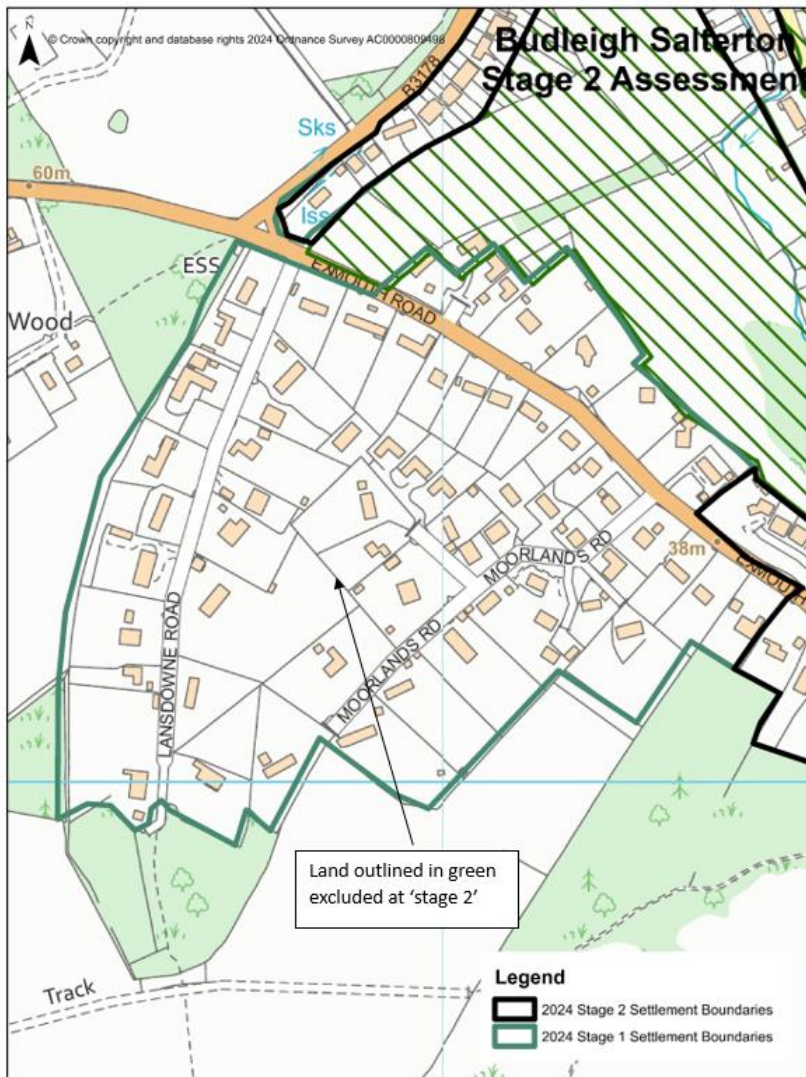 N
© Crown copyright and database rights 2024 Ordnance Survey AC0000809498
Budleigh Salterton
Stage 2 Assessment
B3178
Sks
60m
Iss
ESS
EXMOUTH ROAD
Wood
MOORLANDS RD
38m
EXMOUTH
LANSDOWNE ROAD
MOORLANDS RD
Land outlined in green
excluded at ‘stage 2’
Track
Legend
2024 Stage 2 Settlement Boundaries
2024 Stage 1 Settlement Boundaries